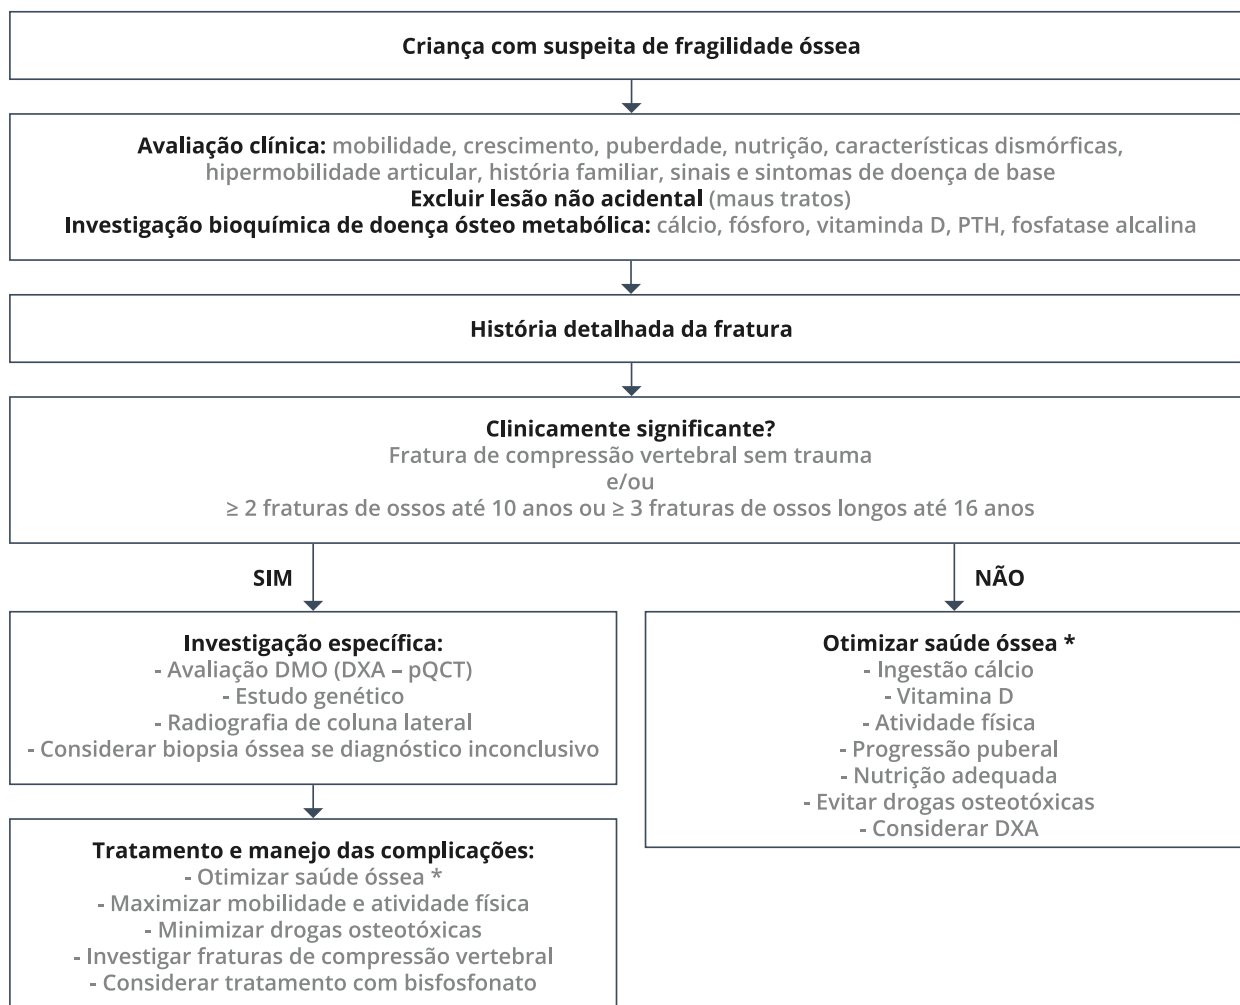 Criança com suspeita de fragilidade óssea
Avaliação clínica: mobilidade, crescimento, puberdade, nutrição, características dismórficas,
hipermobilidade articular, história familiar, sinais e sintomas de doença de base
Excluir lesão não acidental (maus tratos)
Investigação bioquímica de doença ósteo metabólica: cálcio, fósforo, vitaminda D, PTH, fosfatase alcalina
História detalhada da fratura
Clinicamente significante?
Fratura de compressão vertebral sem trauma
e/ou
≥ 2 fraturas de ossos até 10 anos ou ≥ 3 fraturas de ossos longos até 16 anos
SIM
Investigação específica:
- Avaliação DMO (DXA – pQCT)
- Estudo genético
- Radiografia de coluna lateral
- Considerar biopsia óssea se diagnóstico inconclusivo
Tratamento e manejo das complicações:
- Otimizar saúde óssea *
- Maximizar mobilidade e atividade física
- Minimizar drogas osteotóxicas
- Investigar fraturas de compressão vertebral
- Considerar tratamento com bisfosfonato
NÃO
Otimizar saúde óssea *
- Ingestão cálcio
- Vitamina D
- Atividade física
- Progressão puberal
- Nutrição adequada
- Evitar drogas osteotóxicas
- Considerar DXA